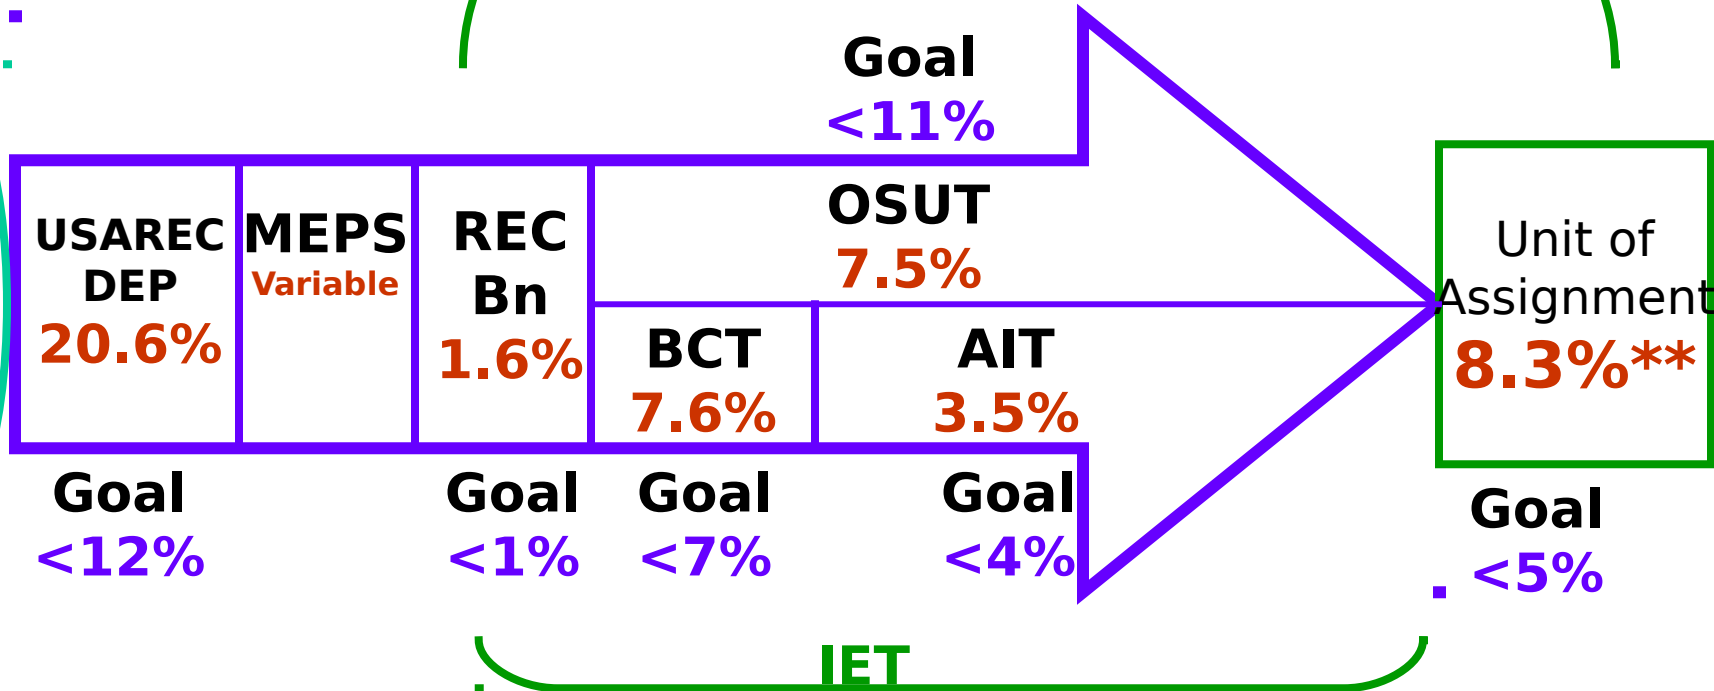 Goal
<11%
USAREC
DEP
20.6%
MEPS
Variable
REC
Bn
1.6%
OSUT
7.5%
BCT
7.6%
AIT
3.5%
Unit of
Assignment
8.3%**
Goal
<12%
Goal
<1%
Goal
<7%
Goal
<4%
Goal
<5%
IET